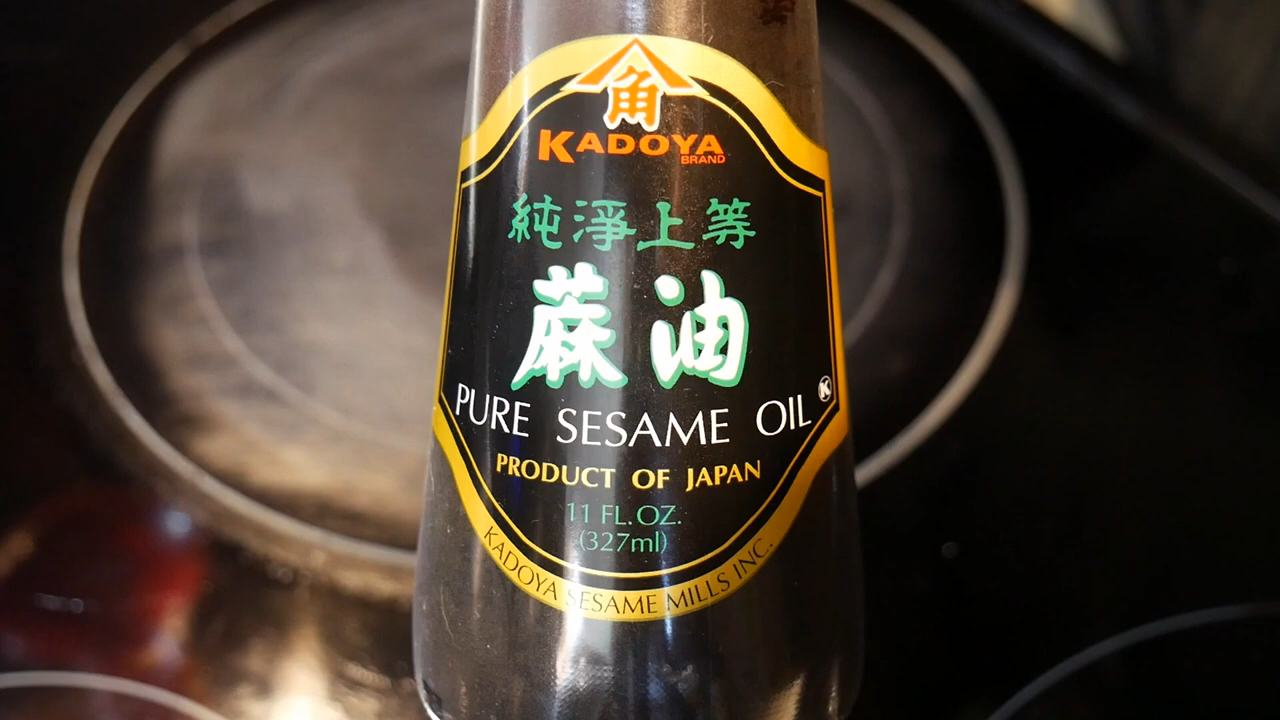 角
KADOYA
BRAND
純淨上等
蔴油
PURE SESAME OIL K
PRODUCT OF JAPAN
11 FL.OZ.
(327ml)
KADOYA SESAME MILLS INC.